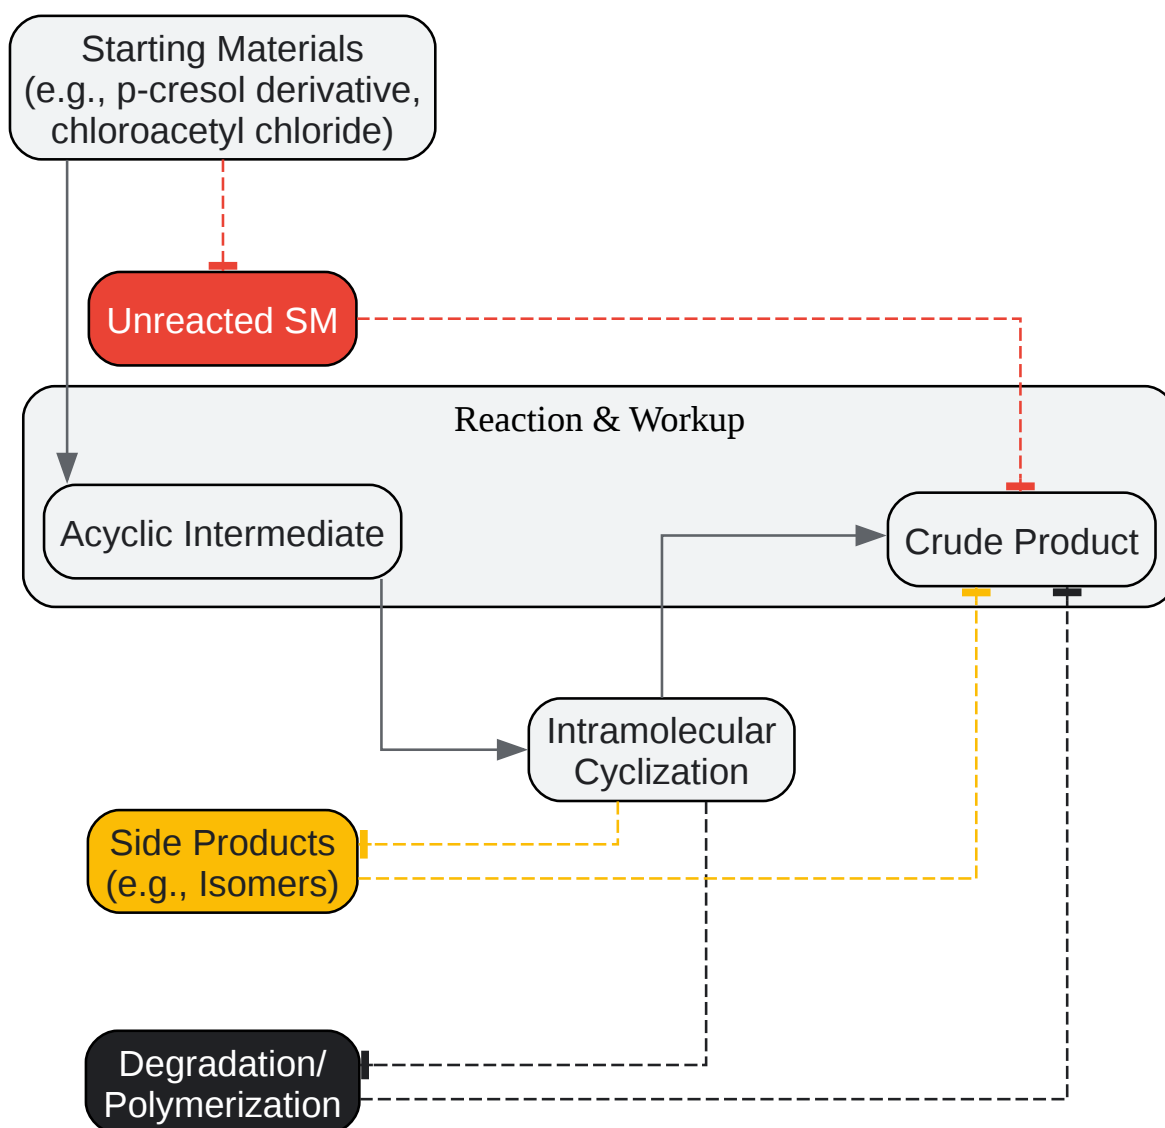 Starting Materials
(e.g., p-cresol derivative,
chloroacetyl chloride)
Unreacted SM
Reaction & Workup
Acyclic Intermediate
Crude Product
Intramolecular
Cyclization
Side Products
(e.g., Isomers)
Degradation/
Polymerization